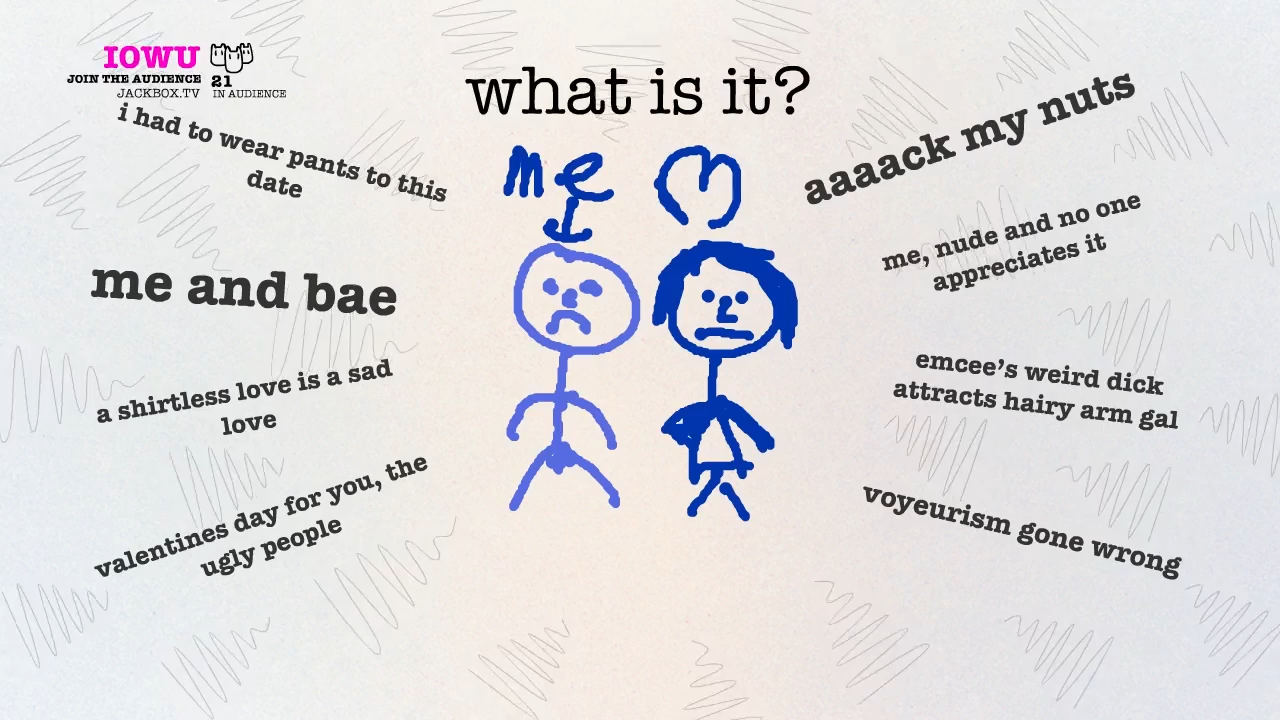 IOWU
JOIN THE AUDIENCE
JACKBOX.TV
21
IN AUDIENCE
what is it?
me
i had to wear pants to this
date
me and bae
a shirtless love is a sad
love
valentines day for you, the
ugly people
aaaack my nuts
me, nude and no one
appreciates it
emcee's weird dick
attracts hairy arm gal
voyeurism gone wrong